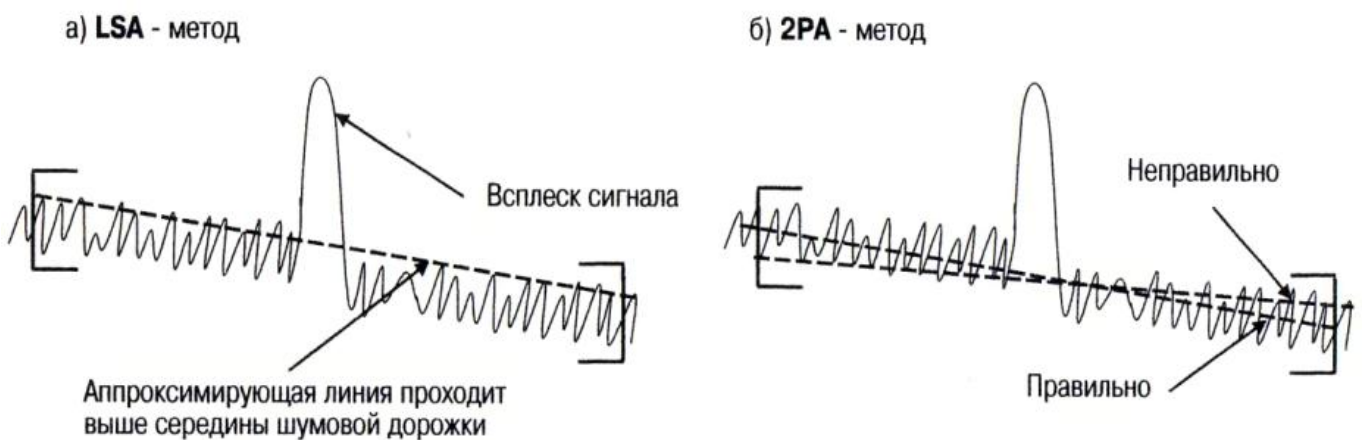 а) LSA - метод
б) 2PA - метод
Всплеск сигнала
Неправильно
Аппроксимирующая линия проходит
выше середины шумовой дорожки
Правильно